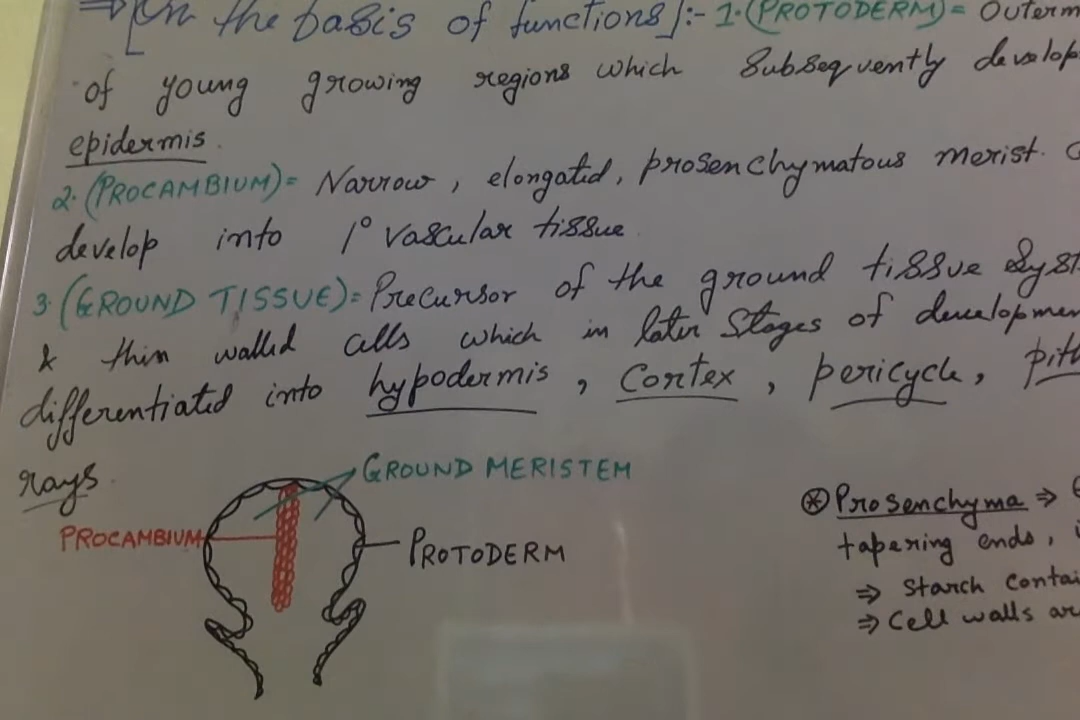 ⇒ [On the basis of functions]:- 1.(PROTODERM)= Outerm
of young growing regions which Subsequently develop
epidermis.
2.(PROCAMBIUM)= Narrow, elongated, prosenchymatous merist.
develop into 1° vascular tissue.
3.(GROUND TISSUE)= Precursor of the ground tissue Syst
& thin walled cells which in later Stages of developmen
differentiated into hypodermis, Cortex, pericycle, pith
rays.
GROUND MERISTEM
PROCAMBIUM
PROTODERM
⊛ Prosenchyma ⇒
tapering ends,
⇒ Starch contai
⇒ Cell walls ar